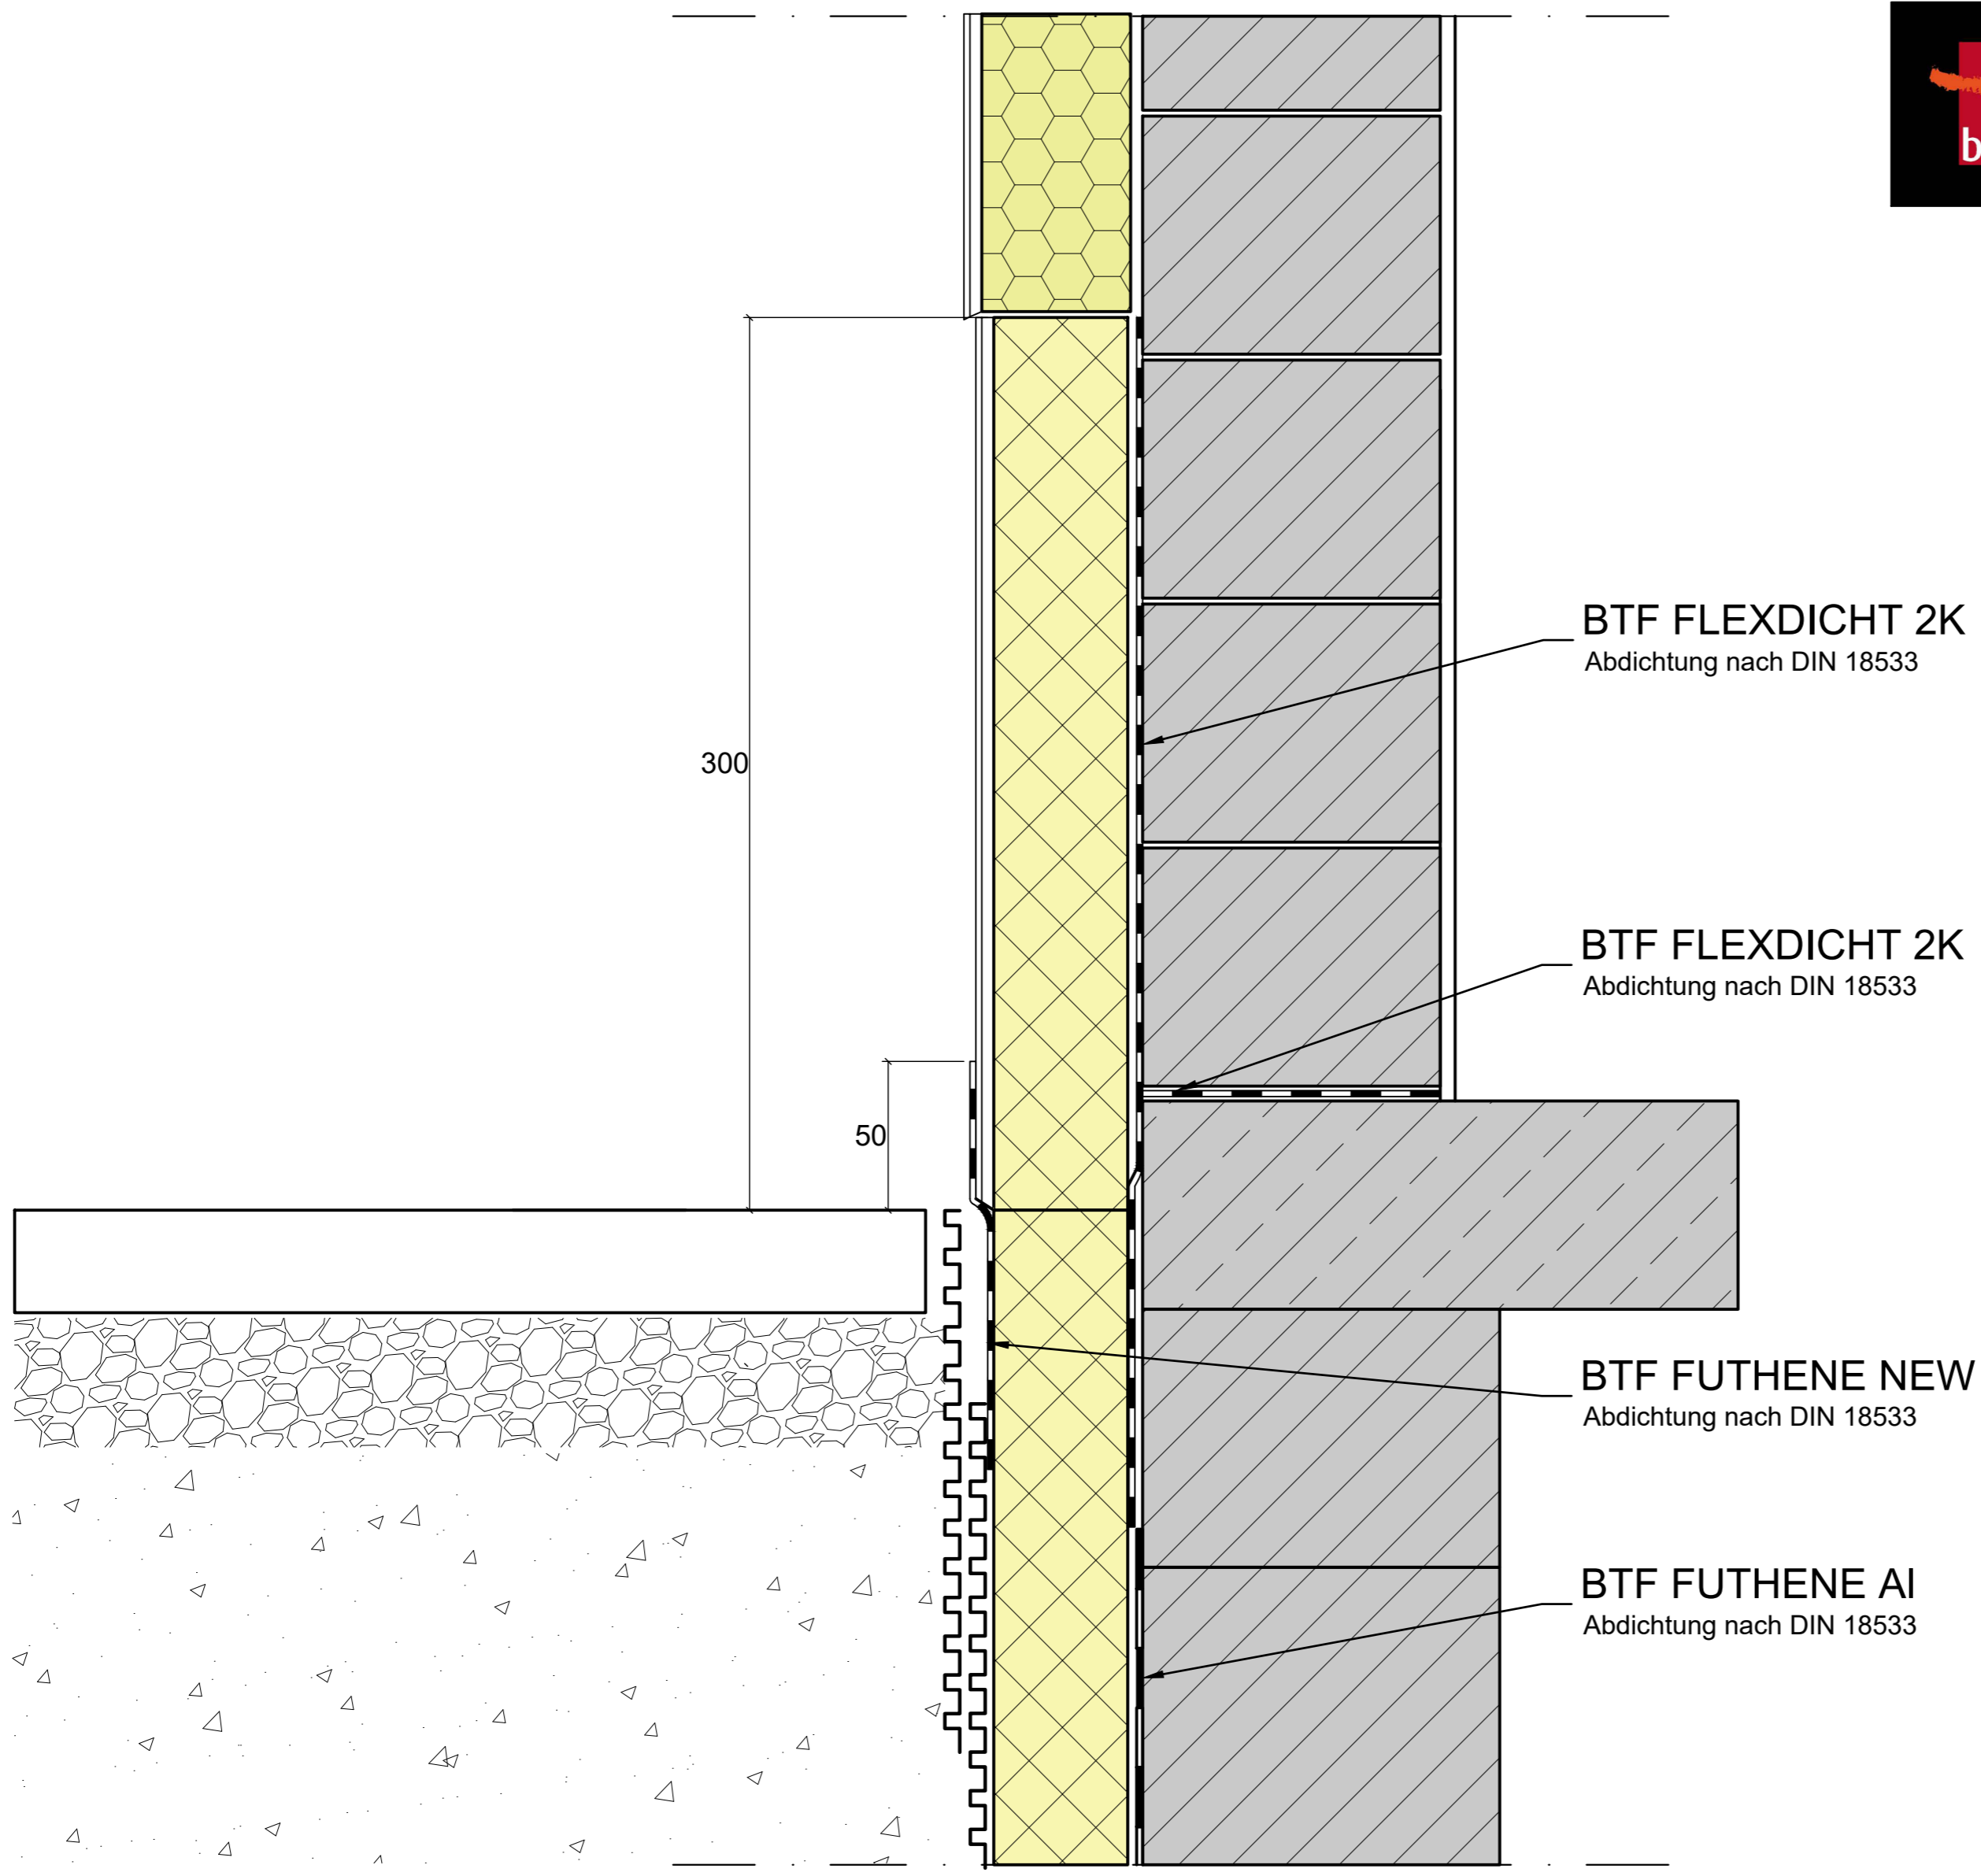 b
BTF FLEXDICHT 2K
Abdichtung nach DIN 18533
300
BTF FLEXDICHT 2K
Abdichtung nach DIN 18533
50
BTF FUTHENE NEW
Abdichtung nach DIN 18533
BTF FUTHENE Al
Abdichtung nach DIN 18533